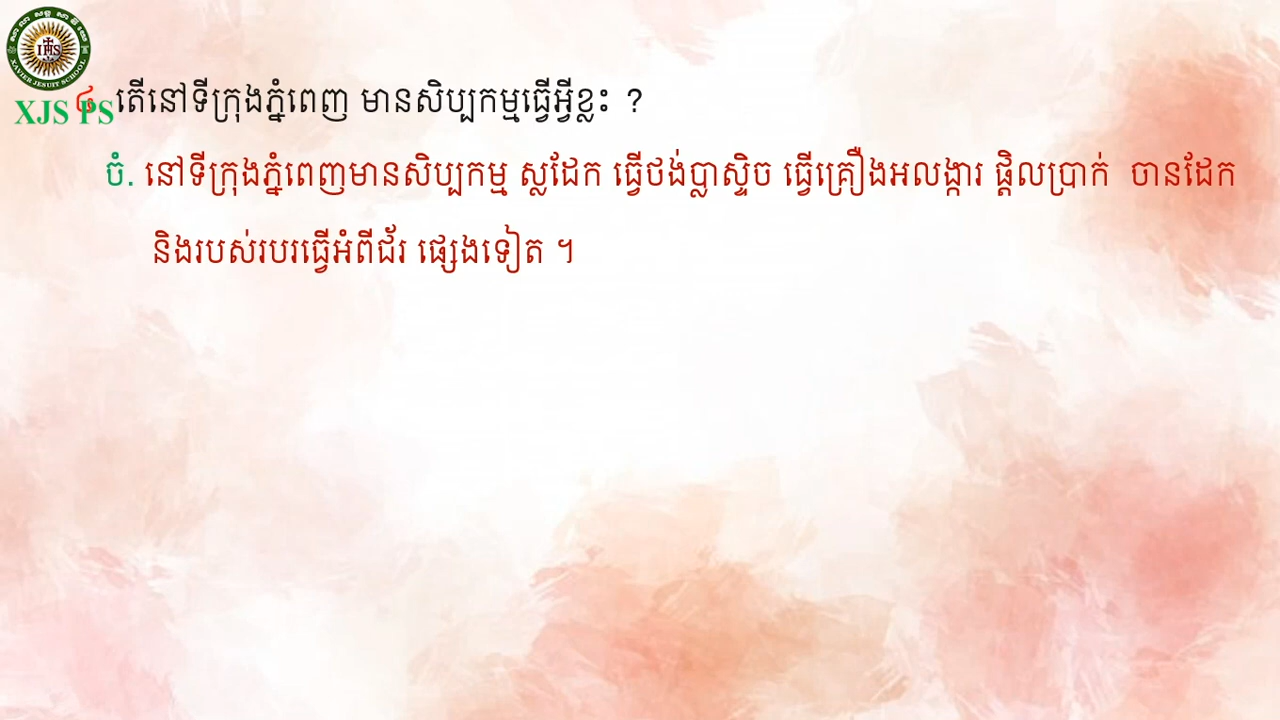 XAVIER JESUIT SCHOOL
IHS
XJS PS
៤. តើនៅទីក្រុងភ្នំពេញ មានសិប្បកម្មធ្វើអ្វីខ្លះ ?
ចំ. នៅទីក្រុងភ្នំពេញមានសិប្បកម្ម ស្លដែក ធ្វើថង់ប្លាស្ទិច ធ្វើគ្រឿងអលង្ការ ផ្តិលប្រាក់ ចានដែក
និងរបស់របរធ្វើអំពីជ័រ ផ្សេងទៀត ។